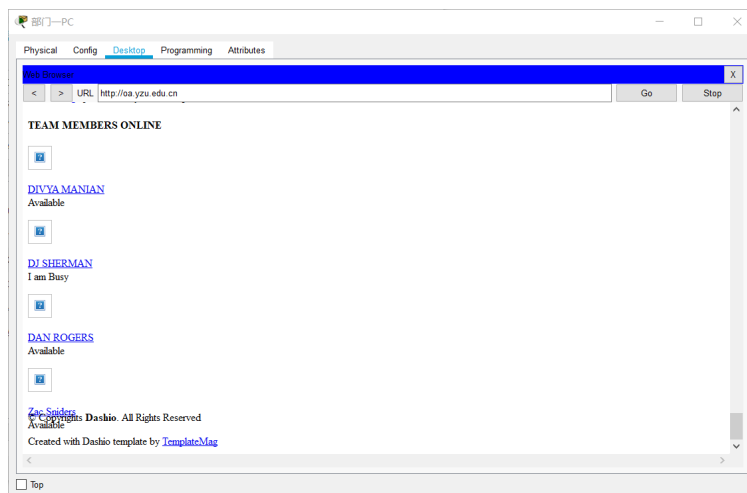 部门一PC
Physical Config Desktop Programming Attributes
Web Browser X
< > URL http://oa.yzu.edu.cn Go Stop
TEAM MEMBERS ONLINE
DIVYA MANIAN
Available
DJ SHERMAN
I am Busy
DAN ROGERS
Available
Zac Sniders
© Copyrights Dashio. All Rights Reserved
Available
Created with Dashio template by TemplateMag
Top